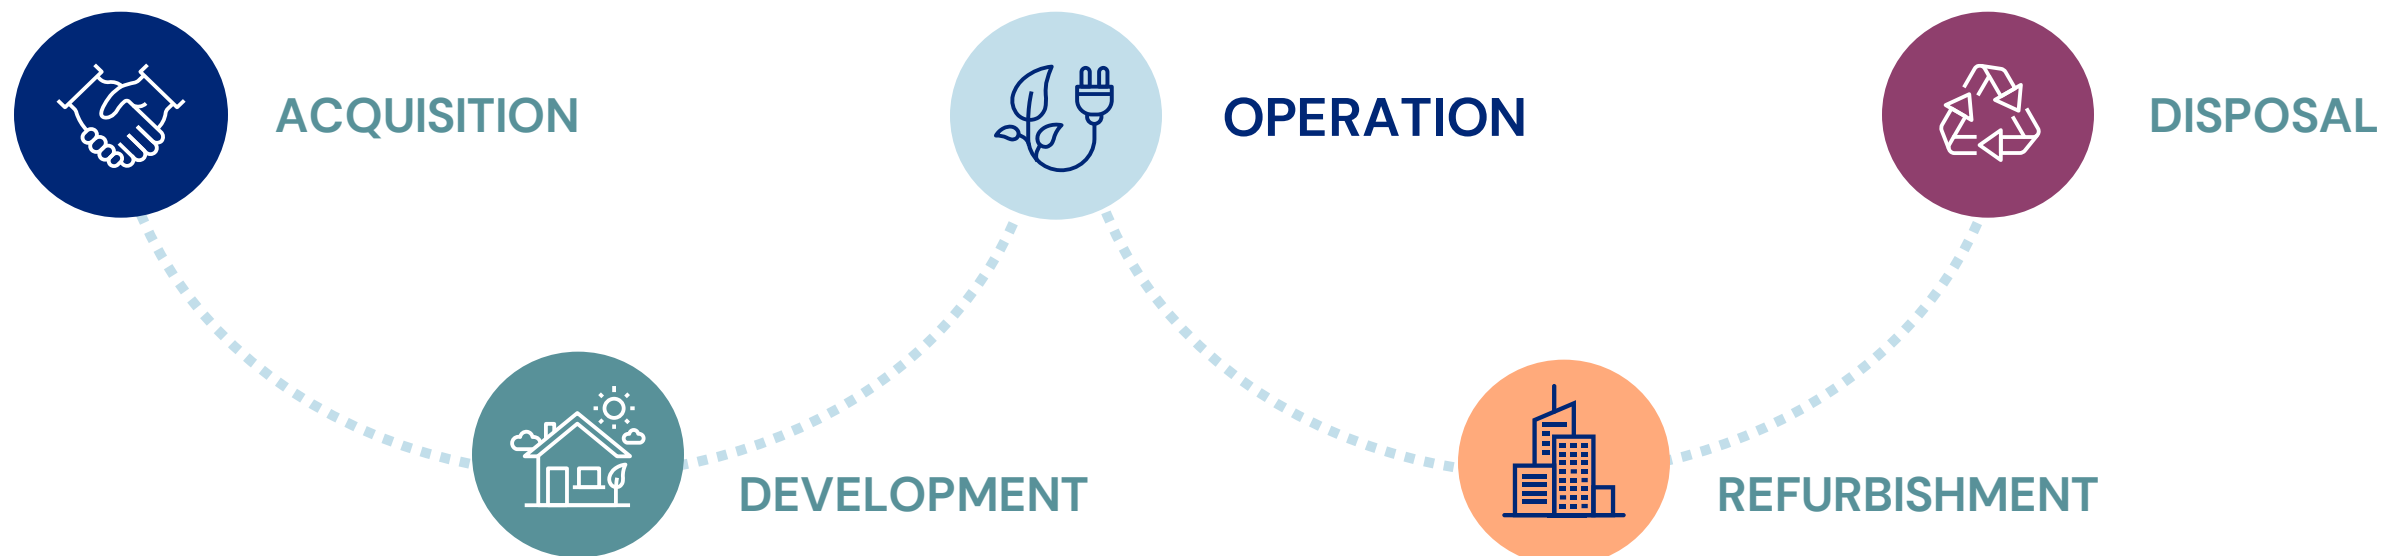 ACQUISITION
OPERATION
DISPOSAL
DEVELOPMENT
REFURBISHMENT